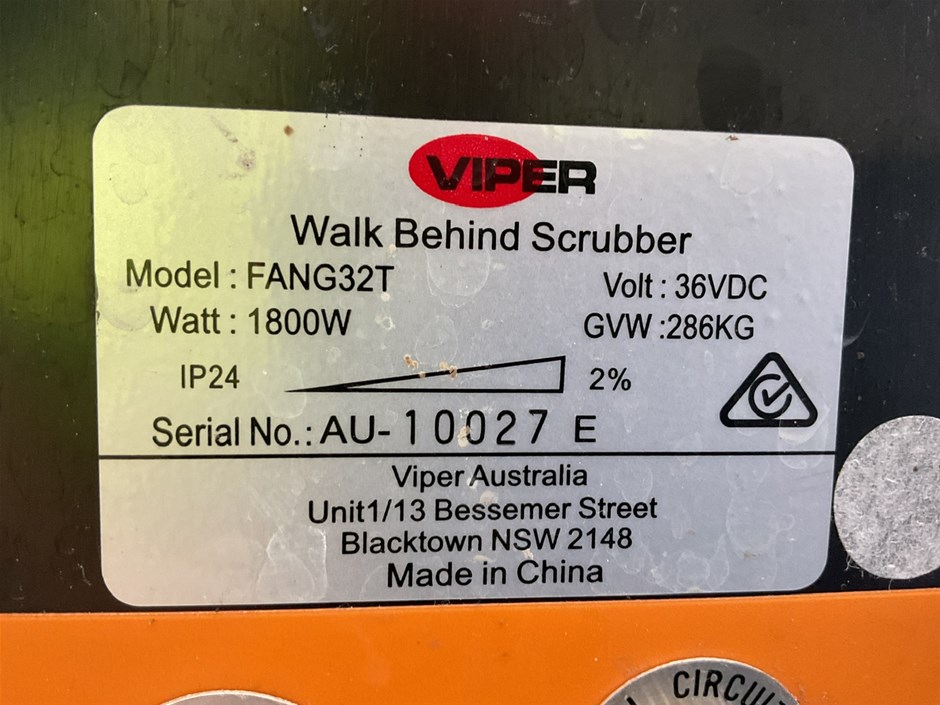 VIPER
Walk Behind Scrubber
Model : FANG32T
Volt : 36VDC
Watt : 1800W
GVW :286KG
IP24
2%
Serial No.: AU-10027 E
Viper Australia
Unit1/13 Bessemer Street
Blacktown NSW 2148
Made in China
CIRCUIT